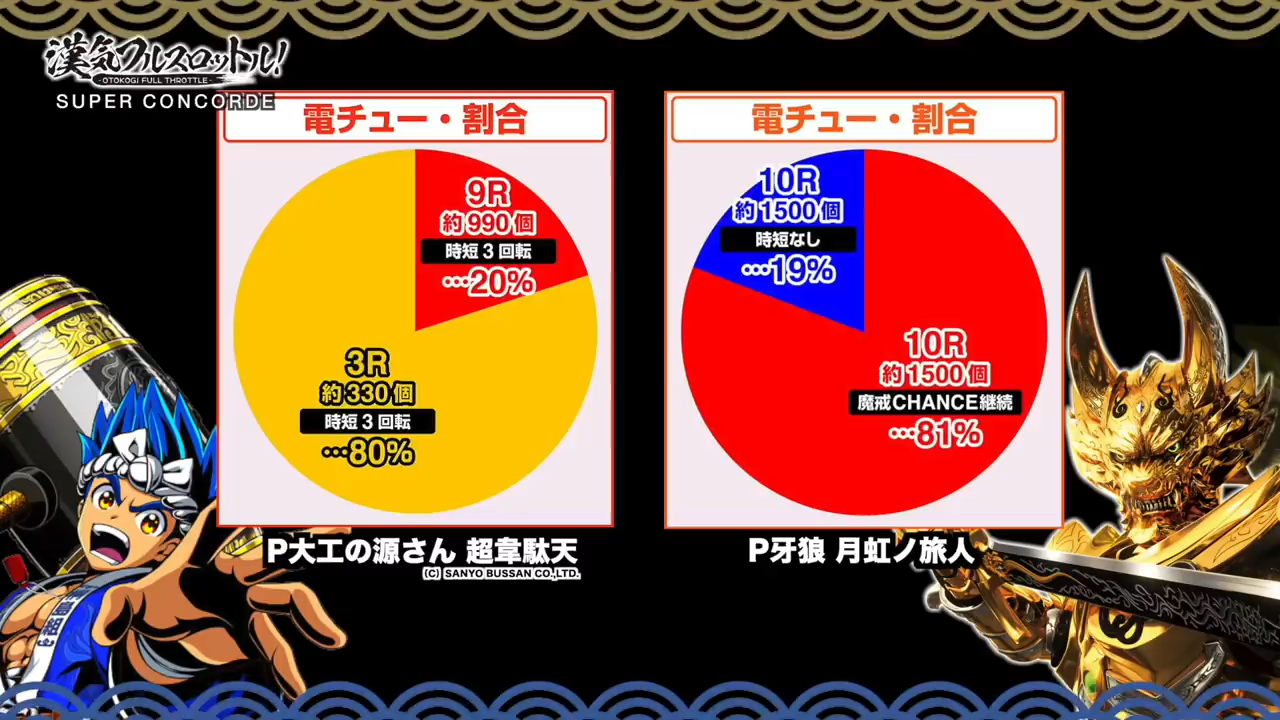 漢気フルスロットル!
-OTOKOGI FULL THROTTLE-
SUPER CONCORDE
電チュー・割合
9R
約990個
時短3回転
…20%
3R
約330個
時短3回転
…80%
P大工の源さん 超韋駄天
(C) SANYO BUSSAN CO.,LTD.
電チュー・割合
10R
約1500個
時短なし
…19%
10R
約1500個
魔戒CHANCE継続
…81%
P牙狼 月虹ノ旅人